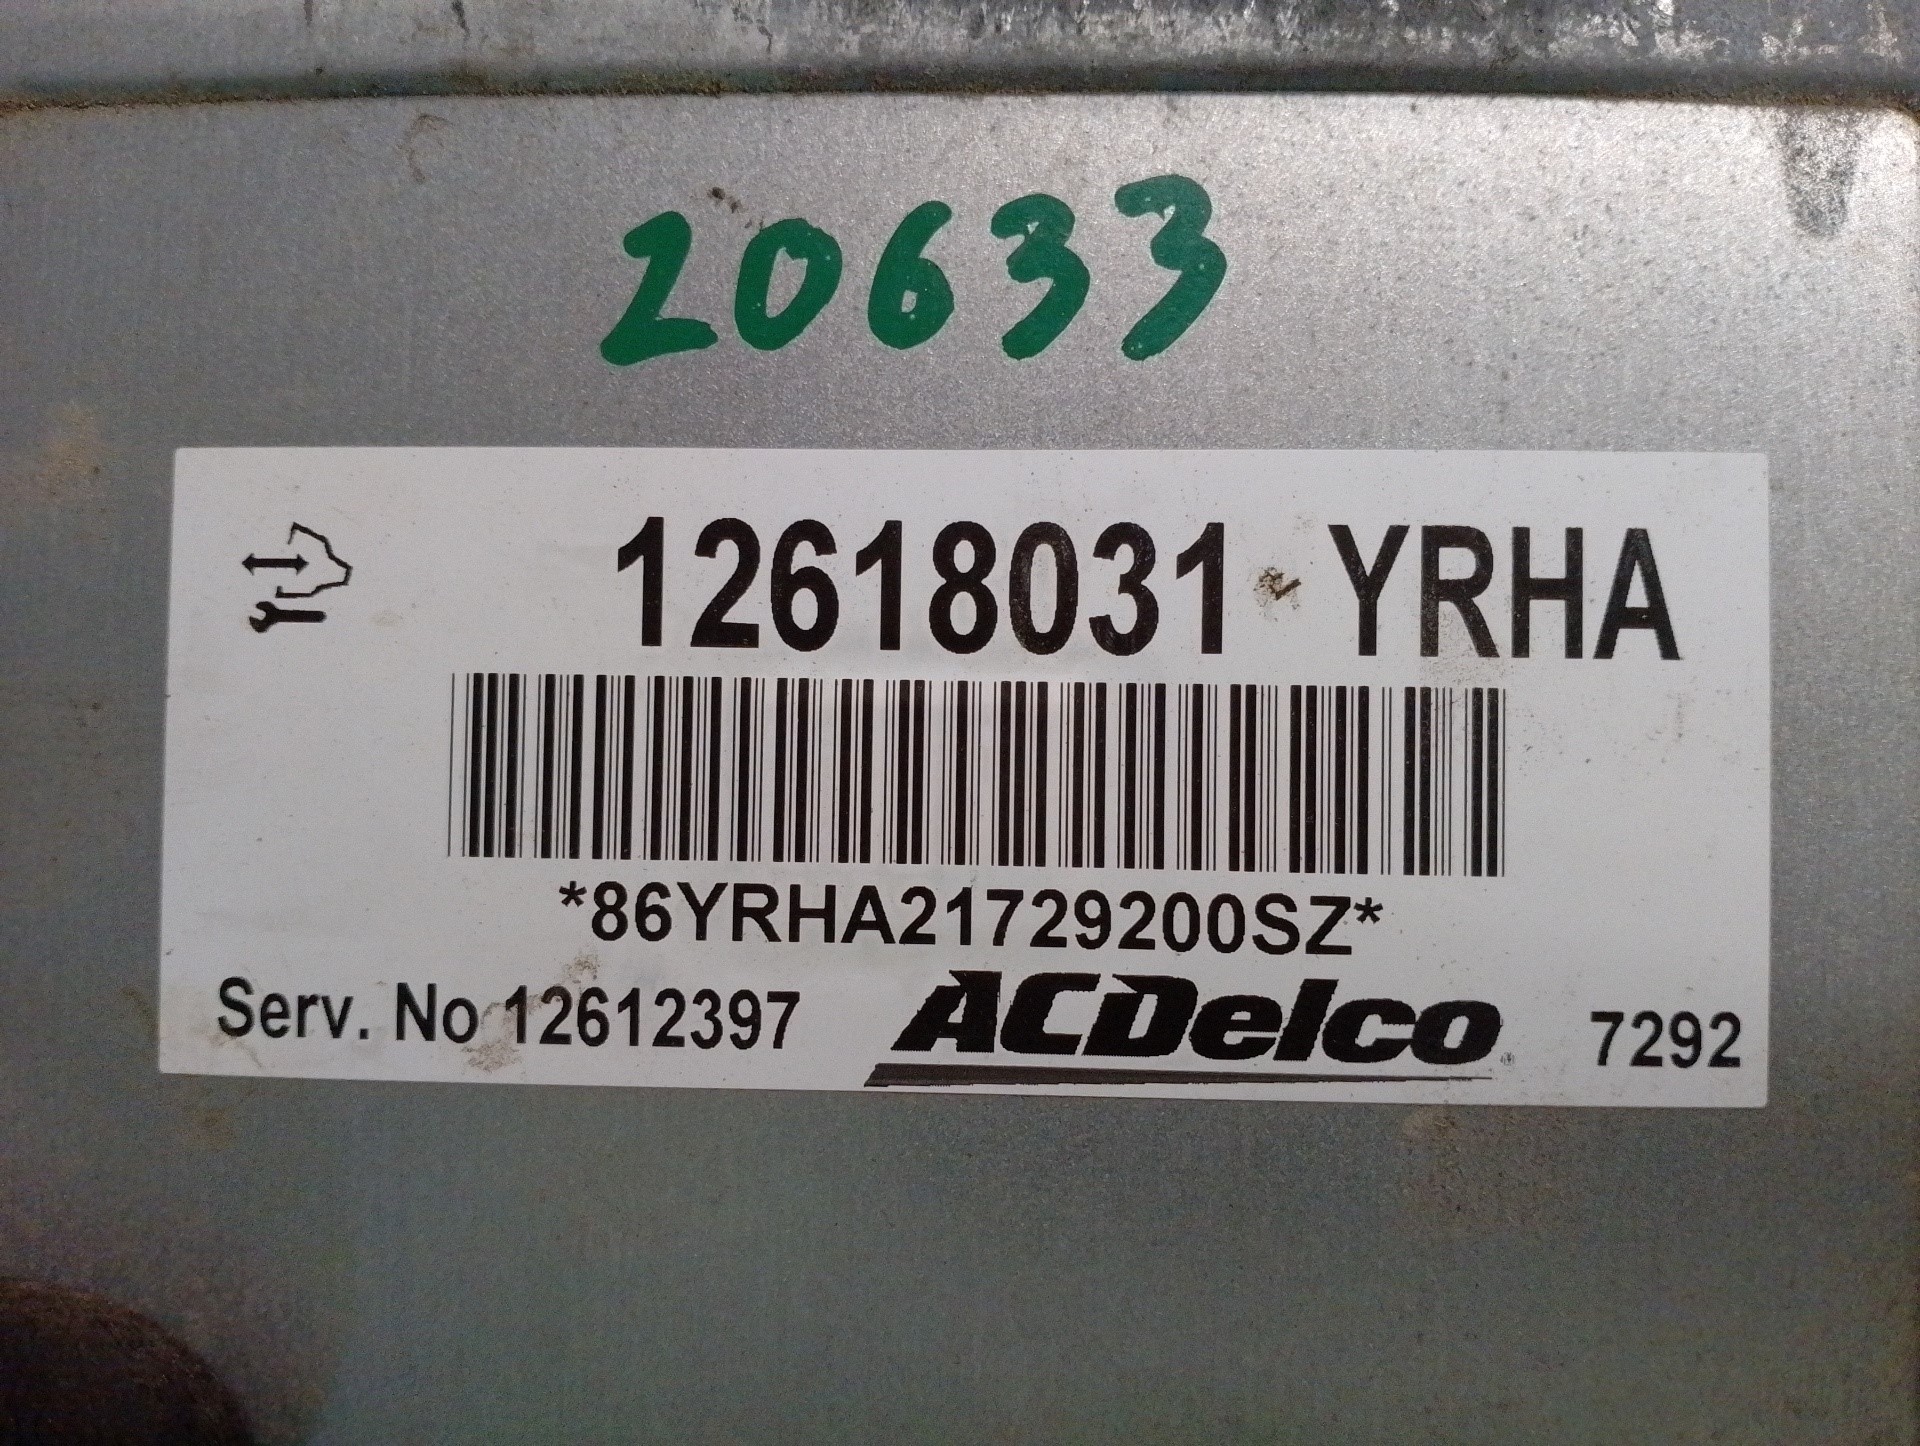 20633
12618031 YRHA
*86YRHA21729200SZ*
Serv. No 12612397 ACDelco 7292